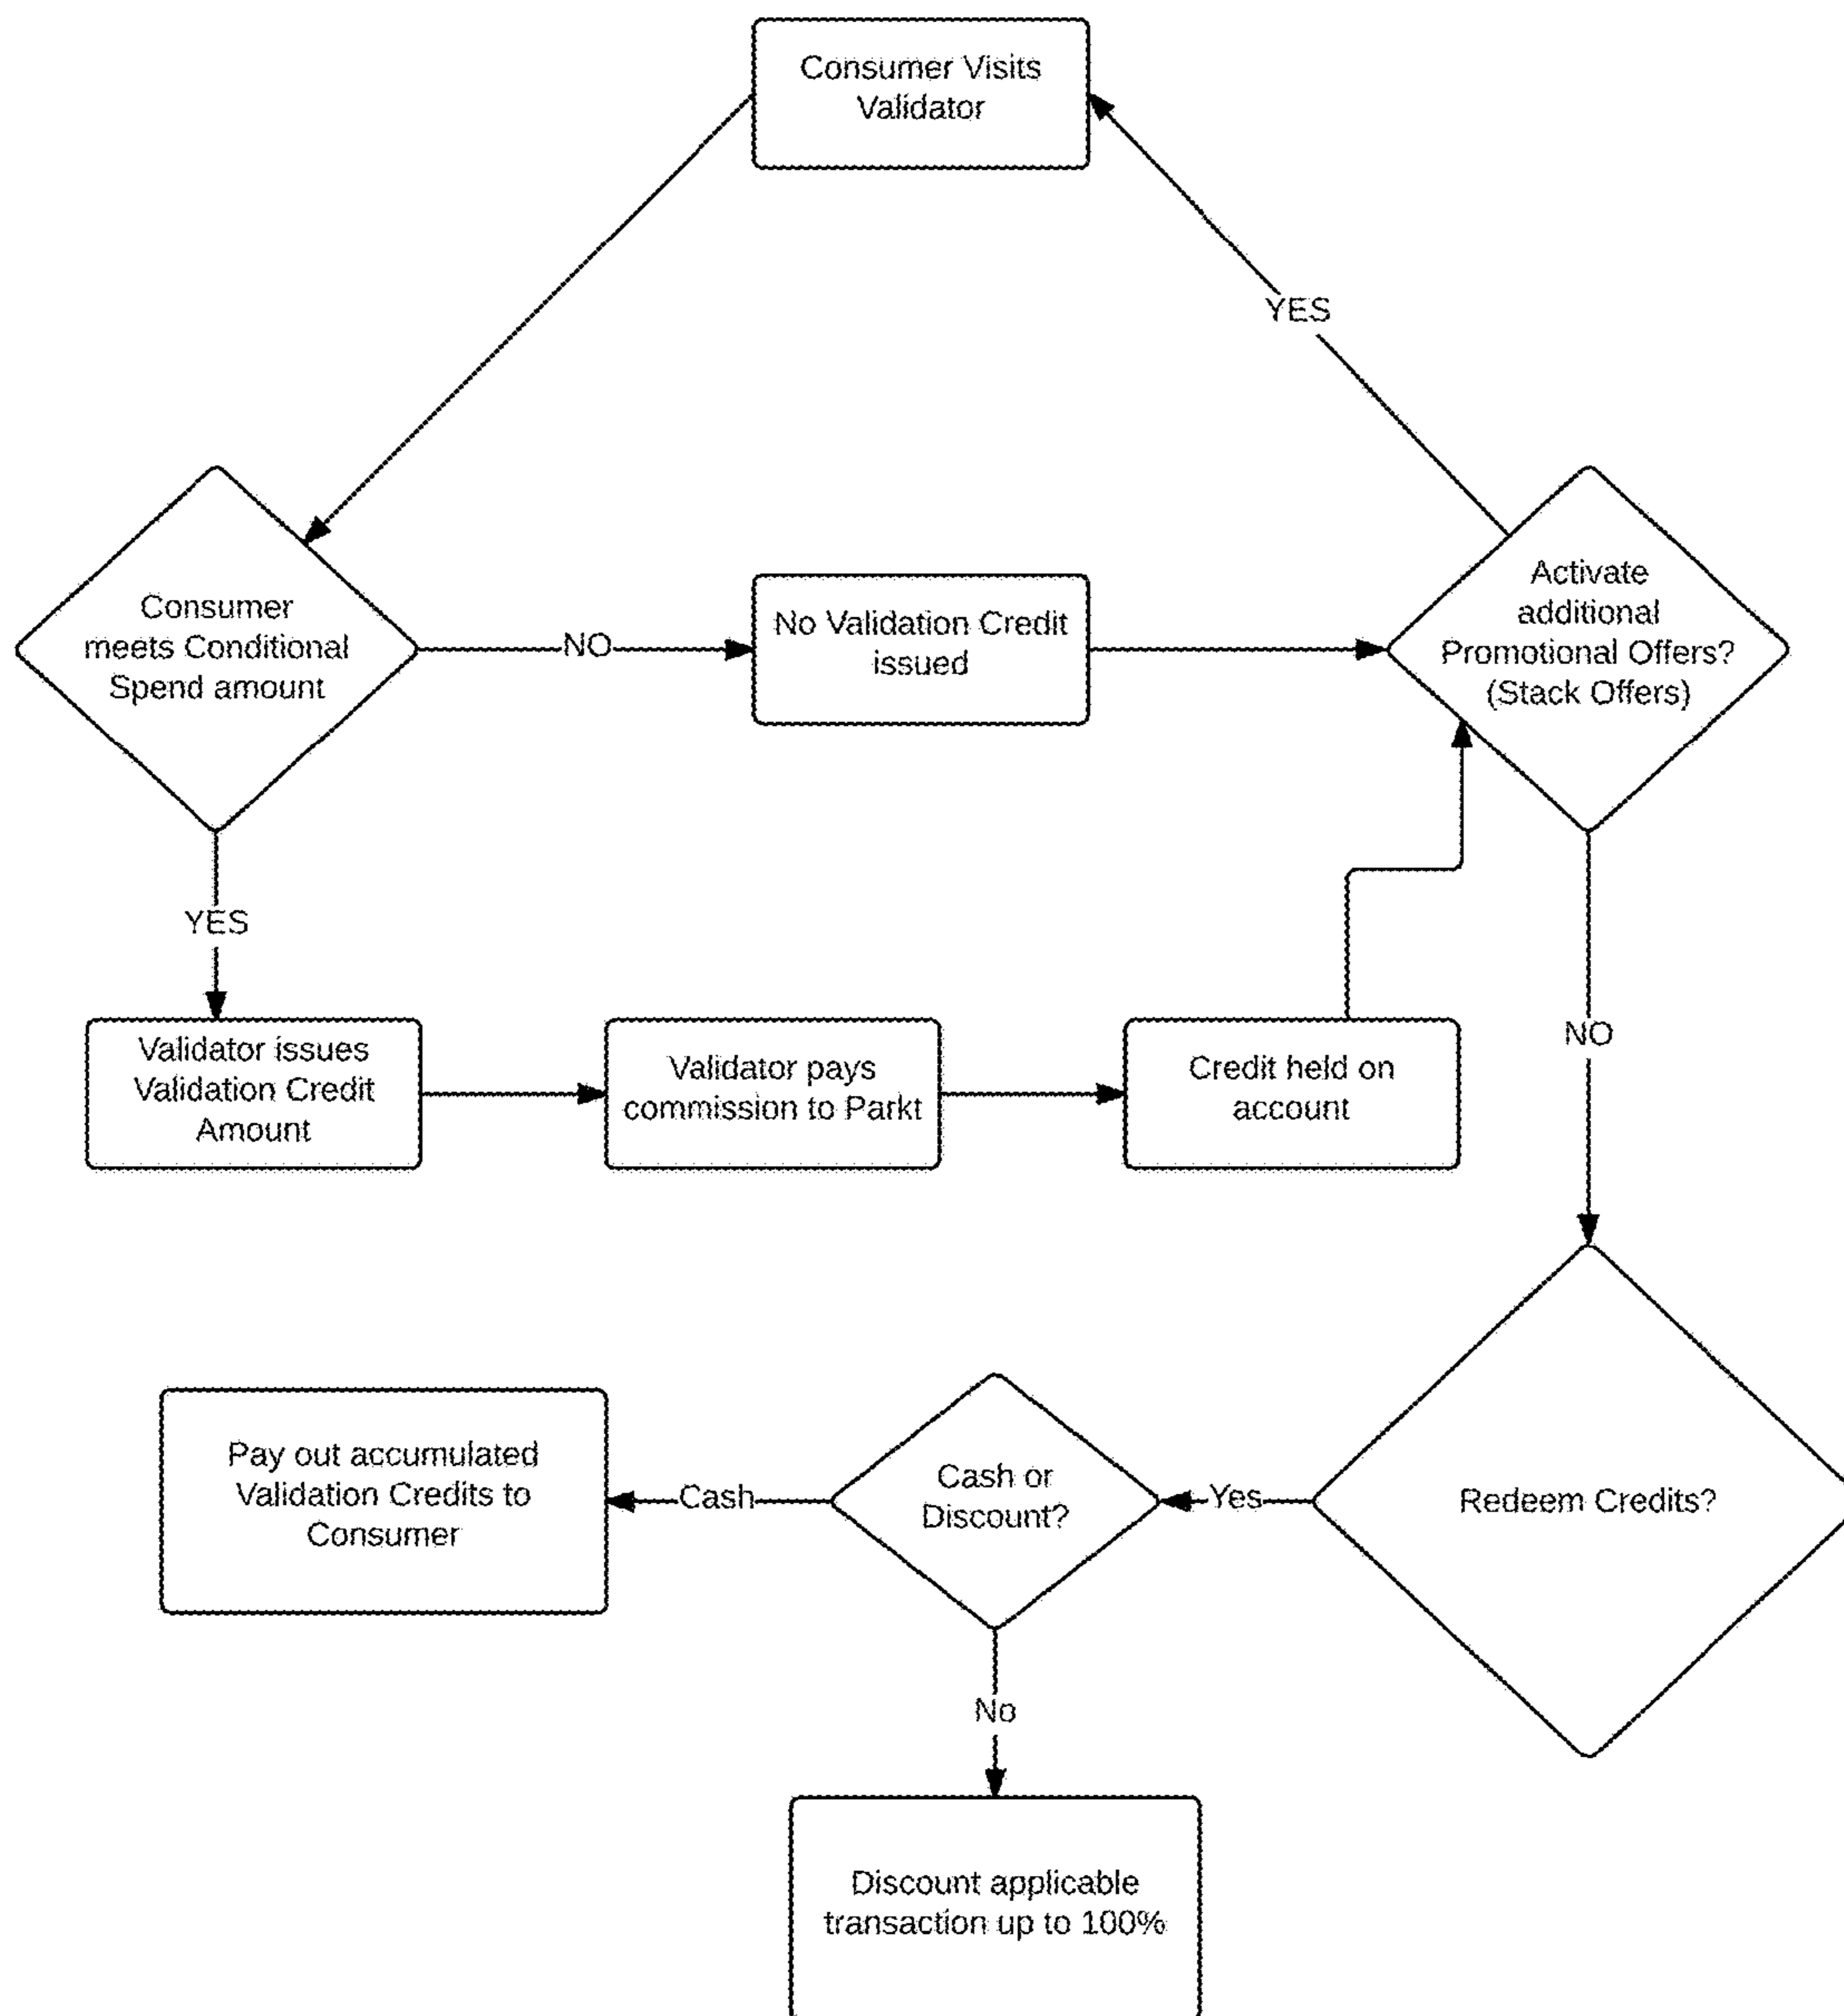 Consumer Visits
Validator
YES
Consumer
meets Conditional
Spend amount
NO
No Validation Credit
issued
Activate
additional
Promotional Offers?
(Stack Offers)
YES
NO
Validator issues
Validation Credit
Amount
Validator pays
commission to Parkt
Credit held on
account
Pay out accumulated
Validation Credits to
Consumer
Cash
Cash or
Discount?
Yes
Redeem Credits?
No
Discount applicable
transaction up to 100%